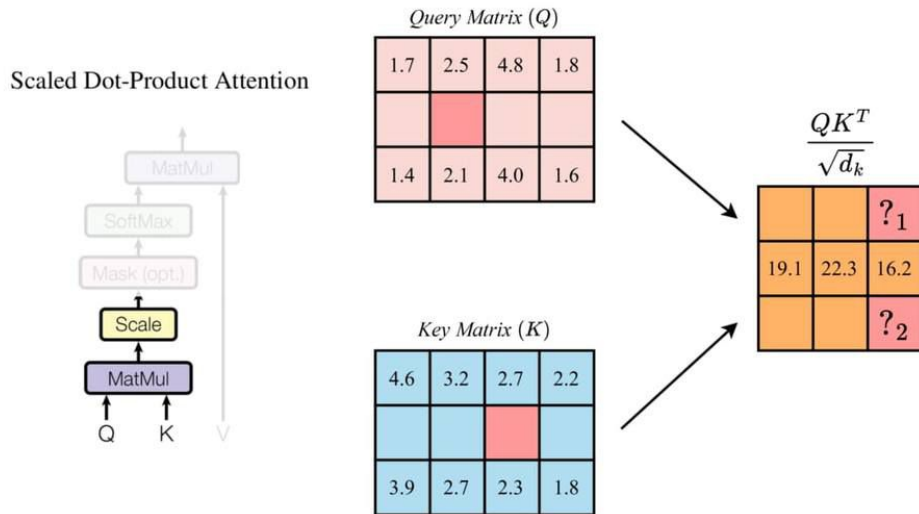 Scaled Dot-Product Attention
MatMul
SoftMax
Mask (opt.)
Scale
MatMul
Q K V
Query Matrix (Q)
1.7 2.5 4.8 1.8
1.4 2.1 4.0 1.6
Key Matrix (K)
4.6 3.2 2.7 2.2
3.9 2.7 2.3 1.8
QK^T
√d_k
?₁
19.1 22.3 16.2
?₂